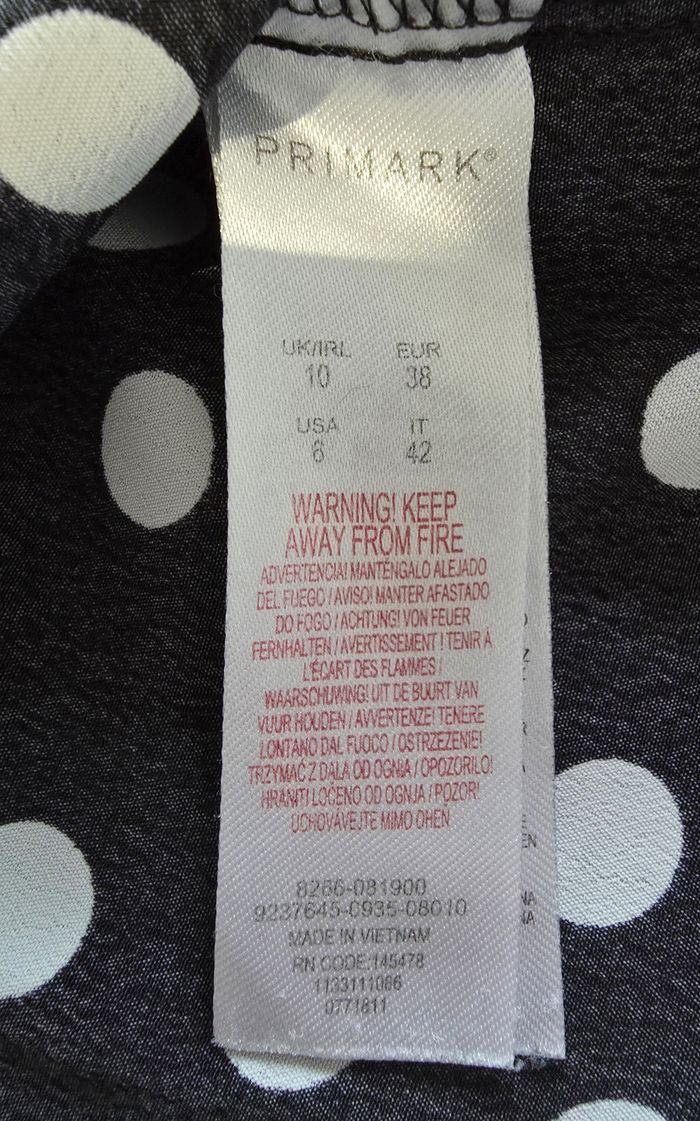 PRIMARK®
UK/IRL EUR
10 38
USA IT
6 42
WARNING! KEEP
AWAY FROM FIRE
ADVERTENCIA! MANTÉNGALO ALEJADO
DEL FUEGO / AVISO! MANTER AFASTADO
DO FOGO / ACHTUNG! VON FEUER
FERNHALTEN / AVERTISSEMENT ! TENIR À
L'ÉCART DES FLAMMES /
WAARSCHUWING! UIT DE BUURT VAN
VUUR HOUDEN / AVVERTENZE! TENERE
LONTANO DAL FUOCO / OSTRZEŻENIE!
TRZYMAĆ Z DALA OD OGNIA / OPOZORILO!
HRANITI LOČENO OD OGNJA / POZOR!
UCHOVÁVEJTE MIMO OHEŇ
8266-081900
9237645-0935-08010
MADE IN VIETNAM
RN CODE:145478
1133111086
0771811